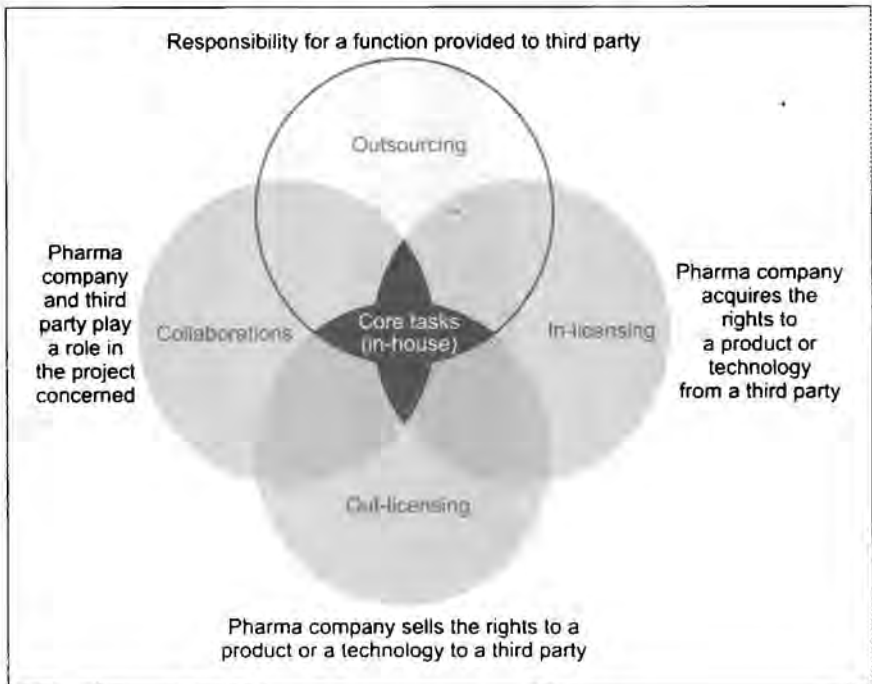 Responsibility for a function provided to third party
Outsourcing
Pharma
company
and third
party play
a role in
the project
concerned
Collaborations
Core tasks
(in-house)
In-licensing
Pharma company
acquires the
rights to
a product or
technology
from a third party
Out-licensing
Pharma company sells the rights to a
product or a technology to a third party